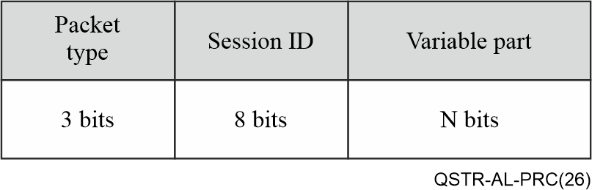 Packet
type
Session ID
Variable part
3 bits
8 bits
N bits
QSTR-AL-PRC(26)